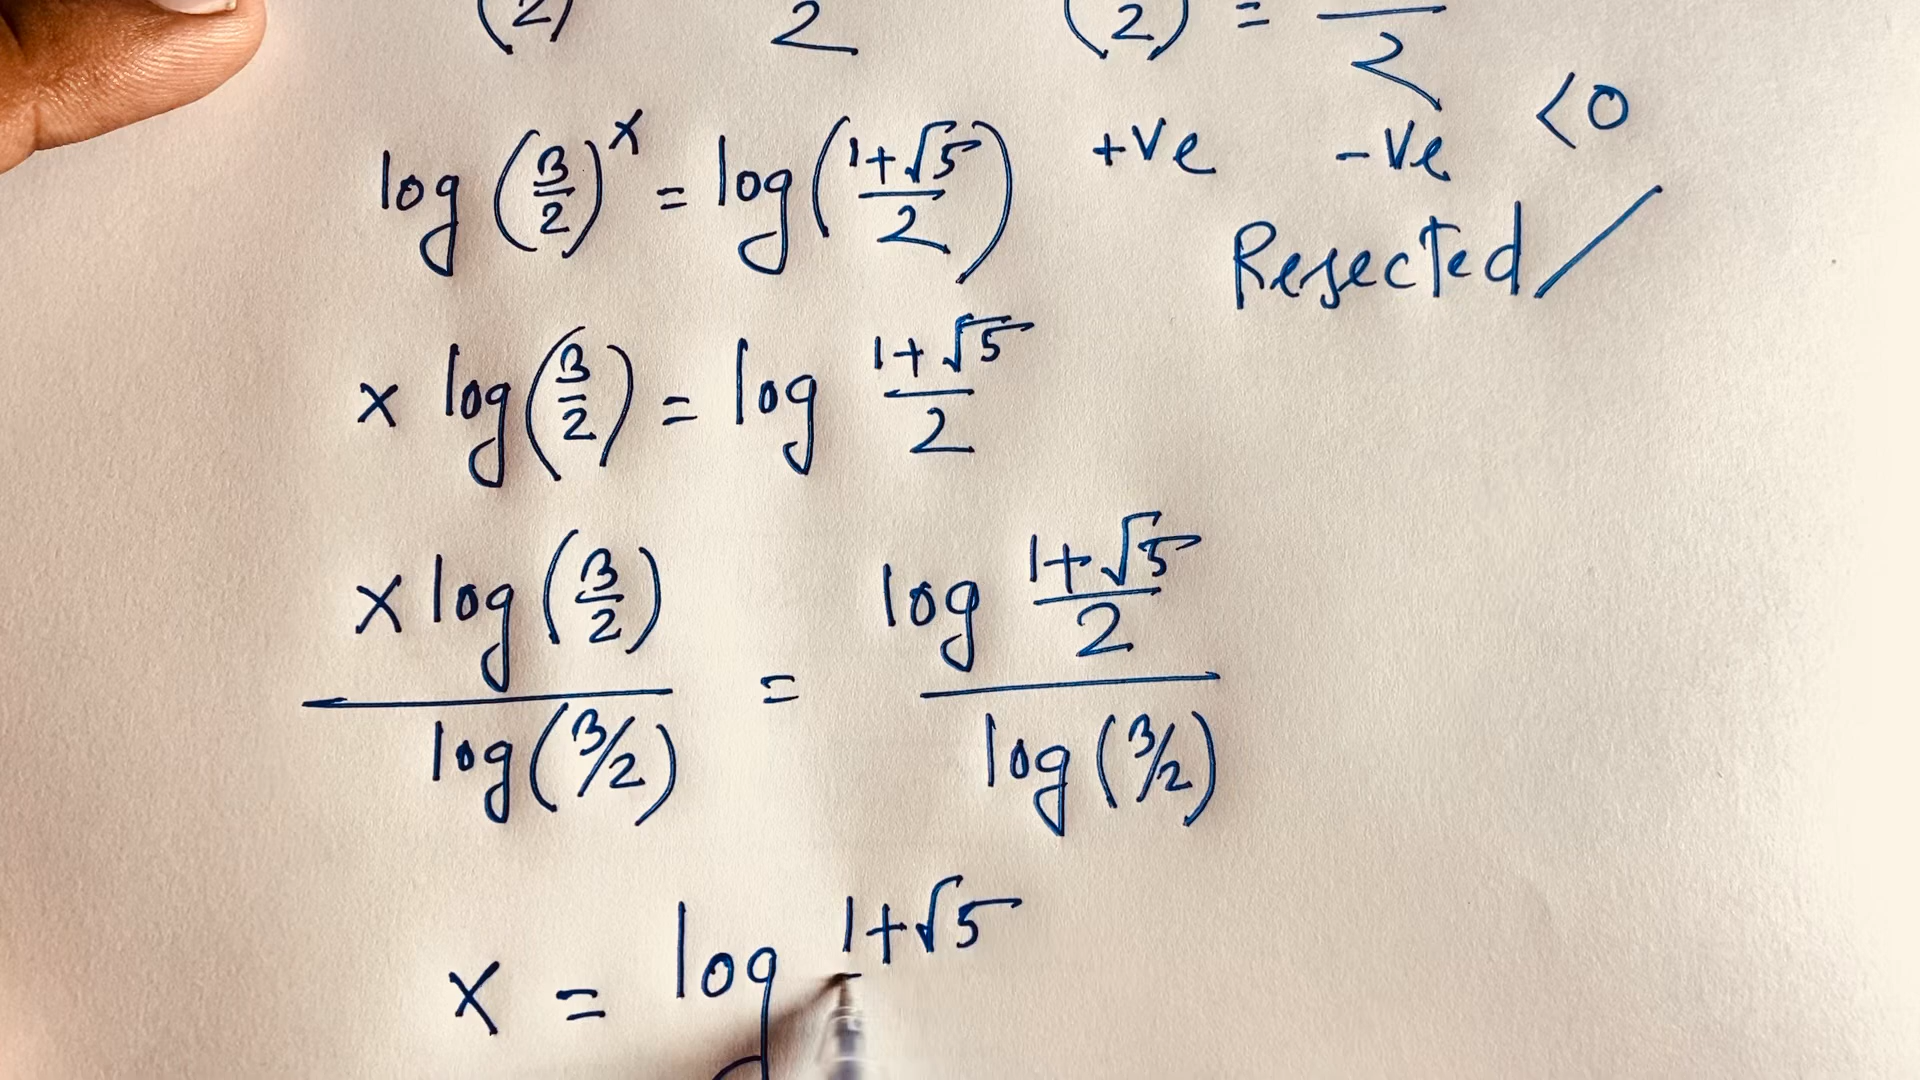 (2) 2 (2) = 2
<0
log (3/2)^x = log(1+√5/2) +ve -ve
Rejected/
x log(3/2) = log 1+√5/2
x log(3/2)/log(3/2) = log 1+√5/2/log(3/2)
x = log 1+√5